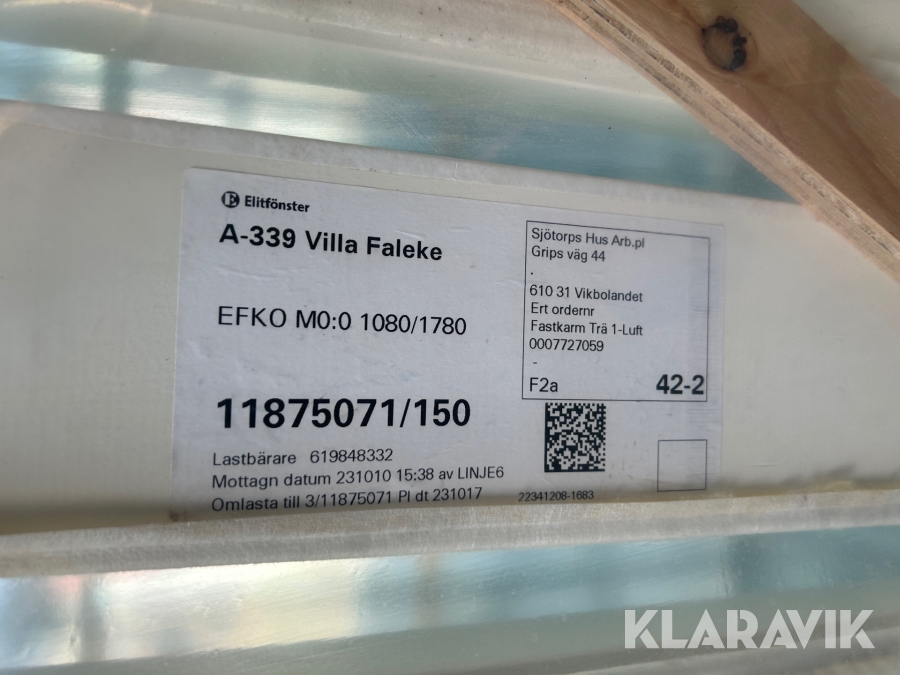 Elitfönster
A-339 Villa Faleke
EFKO M0:0 1080/1780
11875071/150
Lastbärare 619848332
Mottagn datum 231010 15:38 av LINJE6
Omlasta till 3/11875071 Pl dt 231017
Sjötorps Hus Arb.pl
Grips väg 44
.
610 31 Vikbolandet
Ert ordernr
Fastkarm Trä 1-Luft
0007727059
-
F2a 42-2
22341208-1683
KLARAVIK